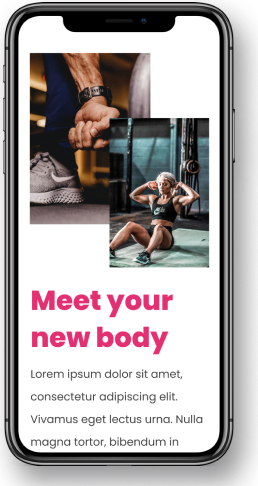 Meet your
new body
Lorem ipsum dolor sit amet,
consectetur adipiscing elit.
Vivamus eget lectus urna. Nulla
magna tortor, bibendum in